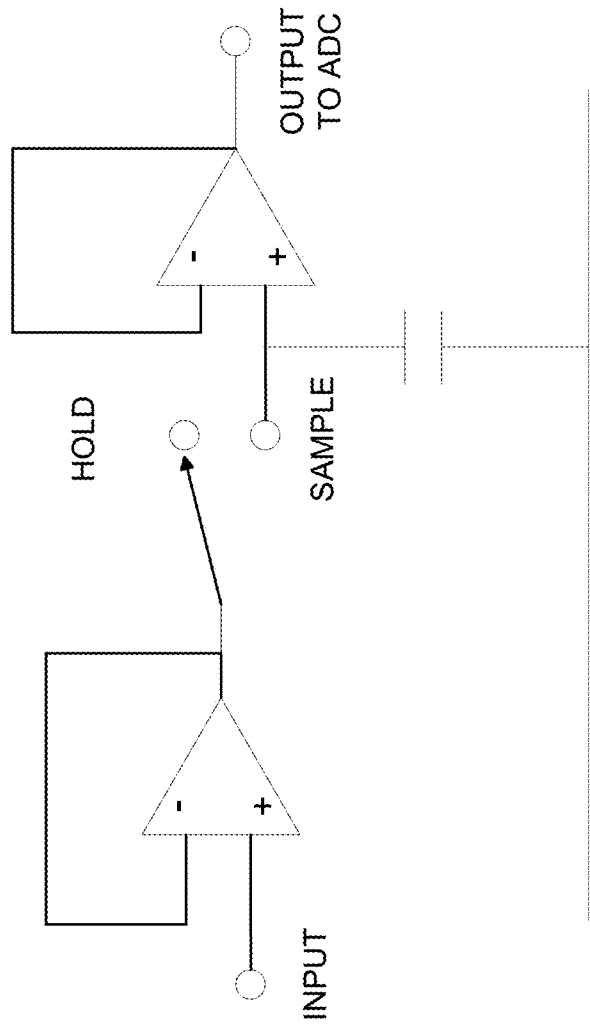 HOLD
OUTPUT
TO ADC
-
+
-
+
SAMPLE
INPUT